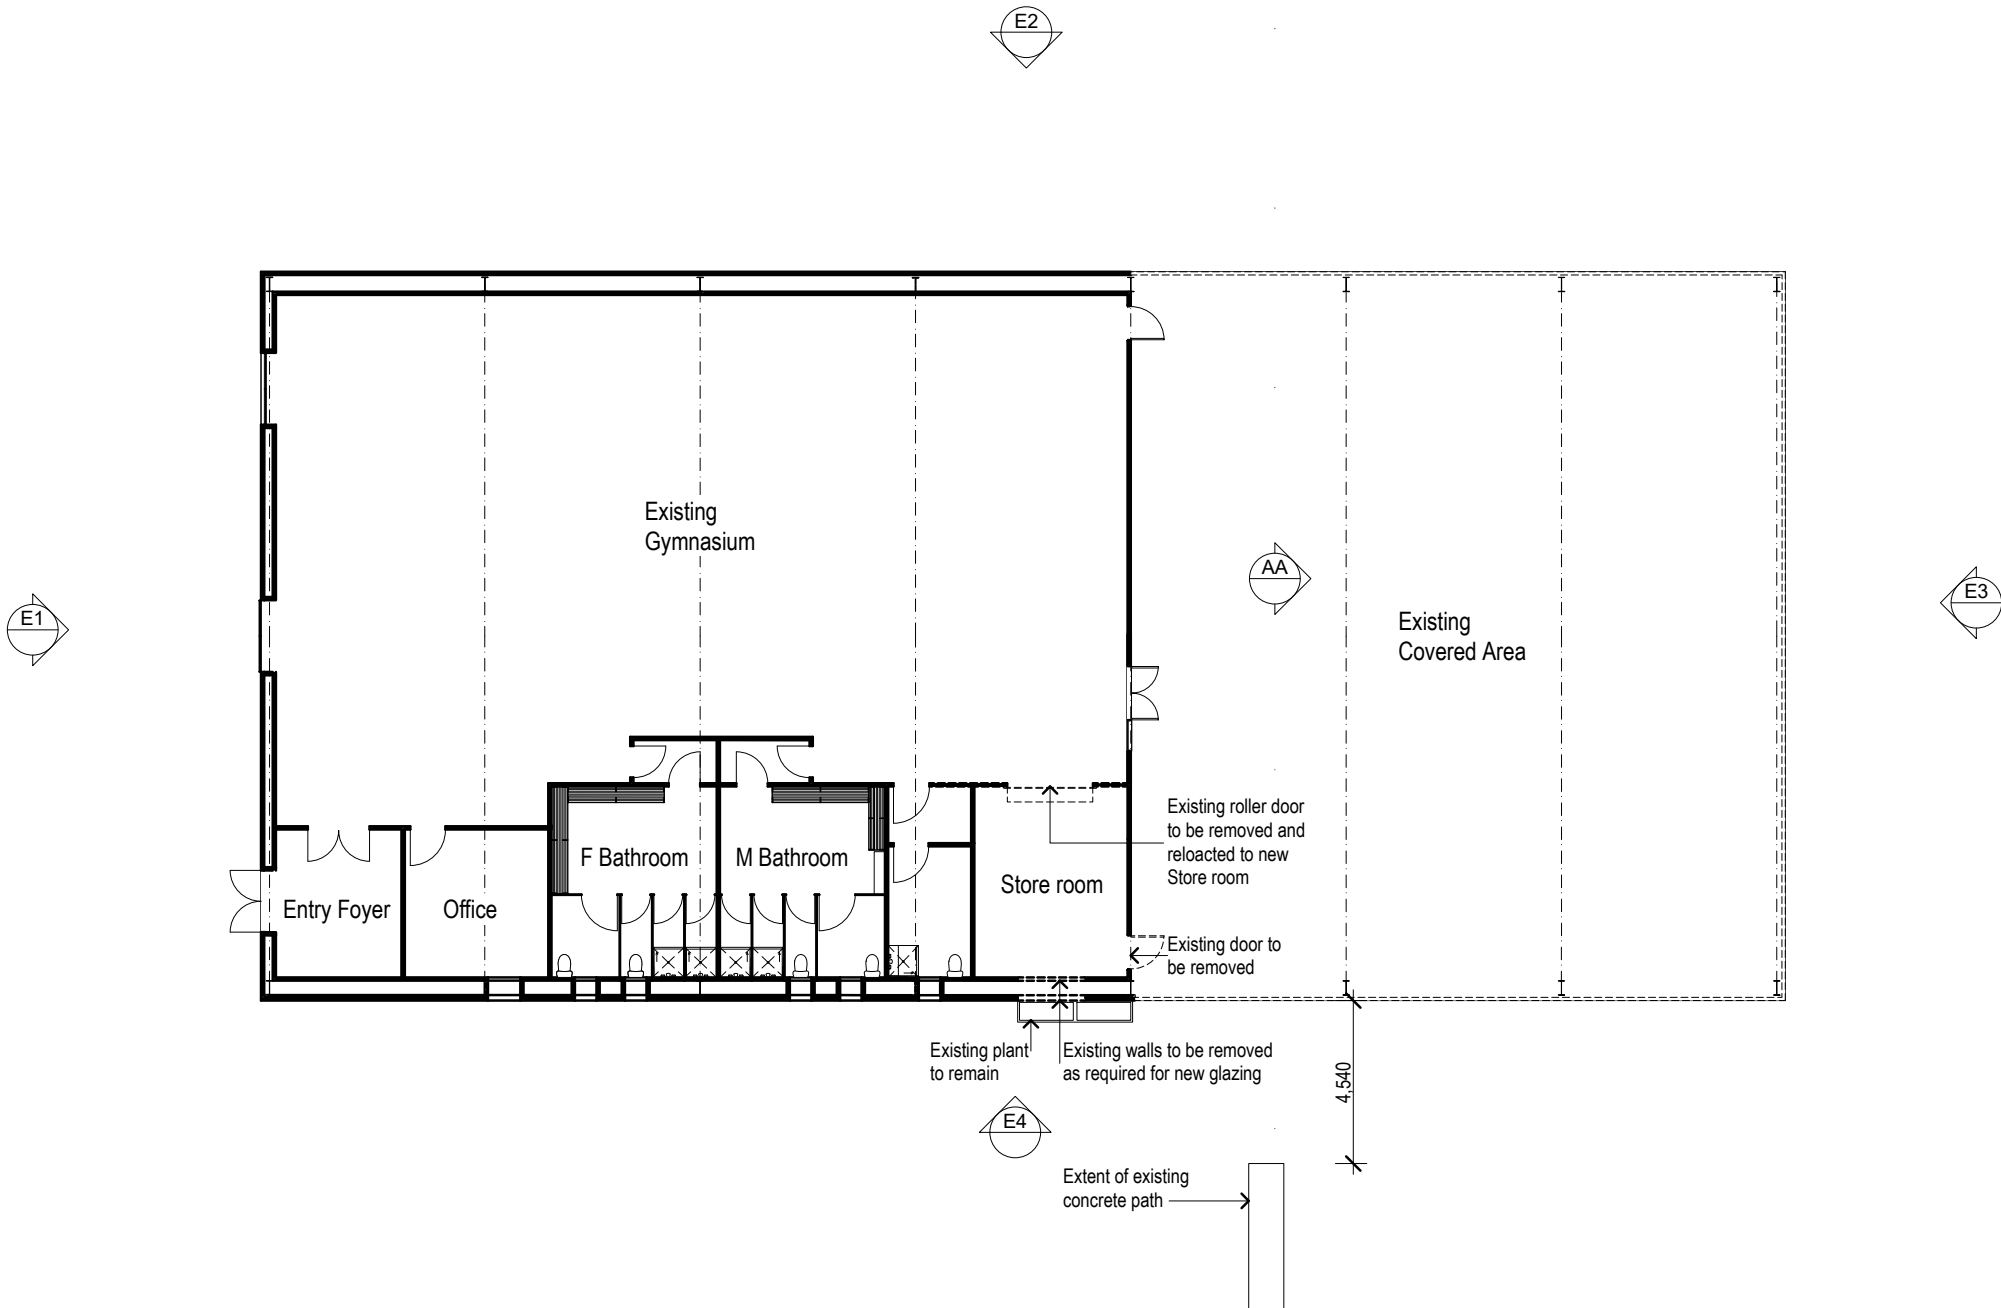 E2
Existing
Gymnasium
AA
E1
E3
Existing
Covered Area
Existing roller door
to be removed and
reloacted to new
Store room
F Bathroom
M Bathroom
Store room
Entry Foyer
Office
Existing door to
be removed
Existing plant
to remain
Existing walls to be removed
as required for new glazing
4,540
E4
Extent of existing
concrete path